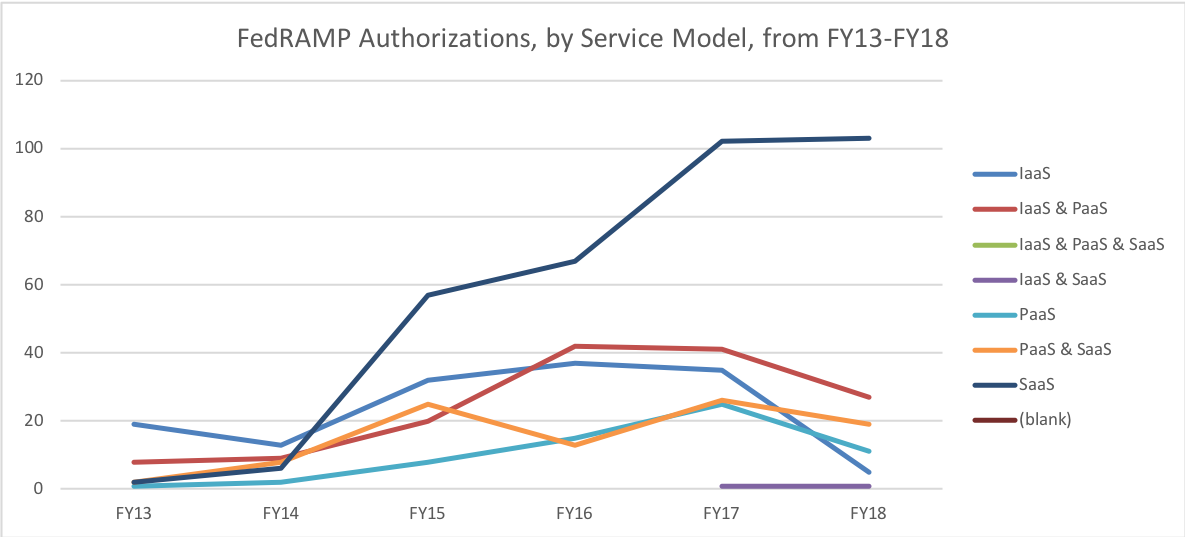 FedRAMP Authorizations, by Service Model, from FY13-FY18
120
100
80
60
40
20
0
FY13 FY14 FY15 FY16 FY17 FY18
IaaS
IaaS & PaaS
IaaS & PaaS & SaaS
IaaS & SaaS
PaaS
PaaS & SaaS
SaaS
(blank)